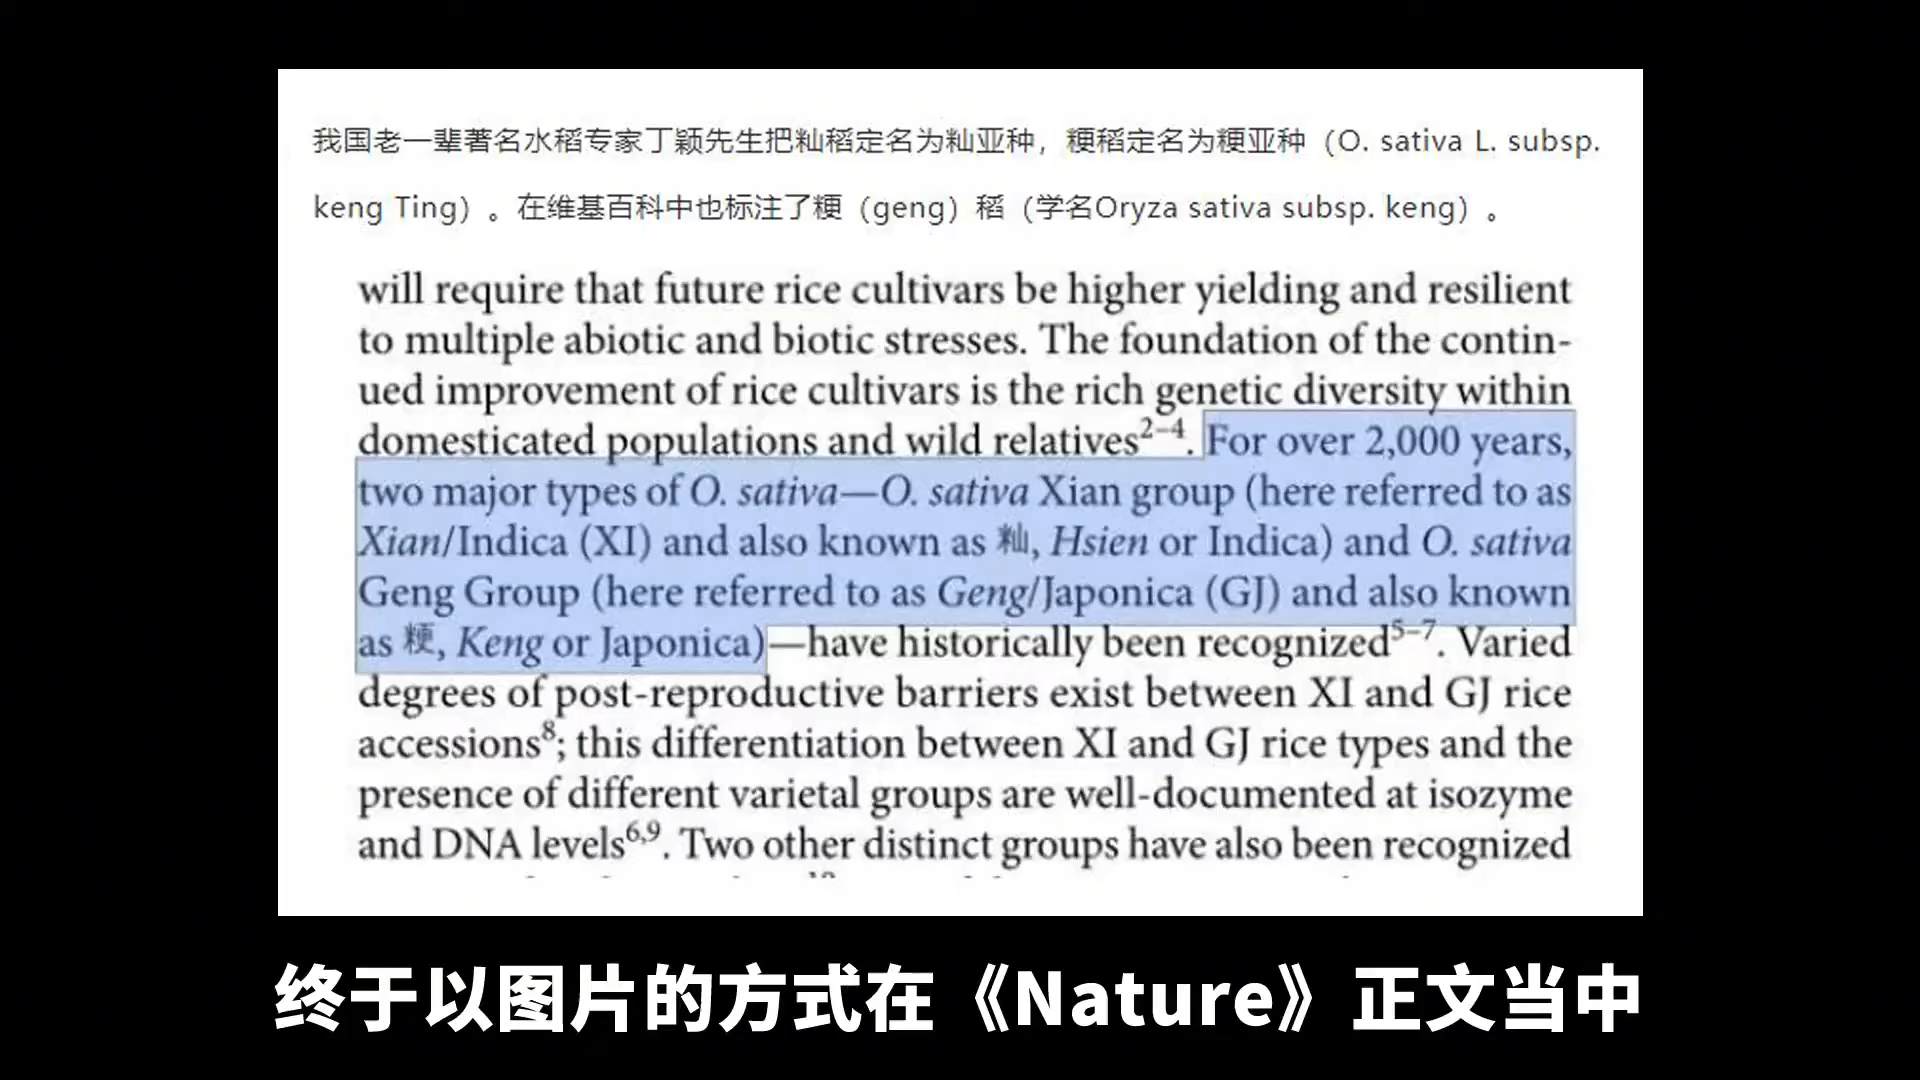 我国老一辈著名水稻专家丁颖先生把籼稻定名为籼亚种，粳稻定名为粳亚种（O. sativa L. subsp.
keng Ting）。在维基百科中也标注了粳（geng）稻（学名Oryza sativa subsp. keng）。
will require that future rice cultivars be higher yielding and resilient
to multiple abiotic and biotic stresses. The foundation of the contin-
ued improvement of rice cultivars is the rich genetic diversity within
domesticated populations and wild relatives2–4. For over 2,000 years,
two major types of O. sativa—O. sativa Xian group (here referred to as
Xian/Indica (XI) and also known as 籼, Hsien or Indica) and O. sativa
Geng Group (here referred to as Geng/Japonica (GJ) and also known
as 粳, Keng or Japonica)—have historically been recognized5–7. Varied
degrees of post-reproductive barriers exist between XI and GJ rice
accessions8; this differentiation between XI and GJ rice types and the
presence of different varietal groups are well-documented at isozyme
and DNA levels6,9. Two other distinct groups have also been recognized
终于以图片的方式在《Nature》正文当中